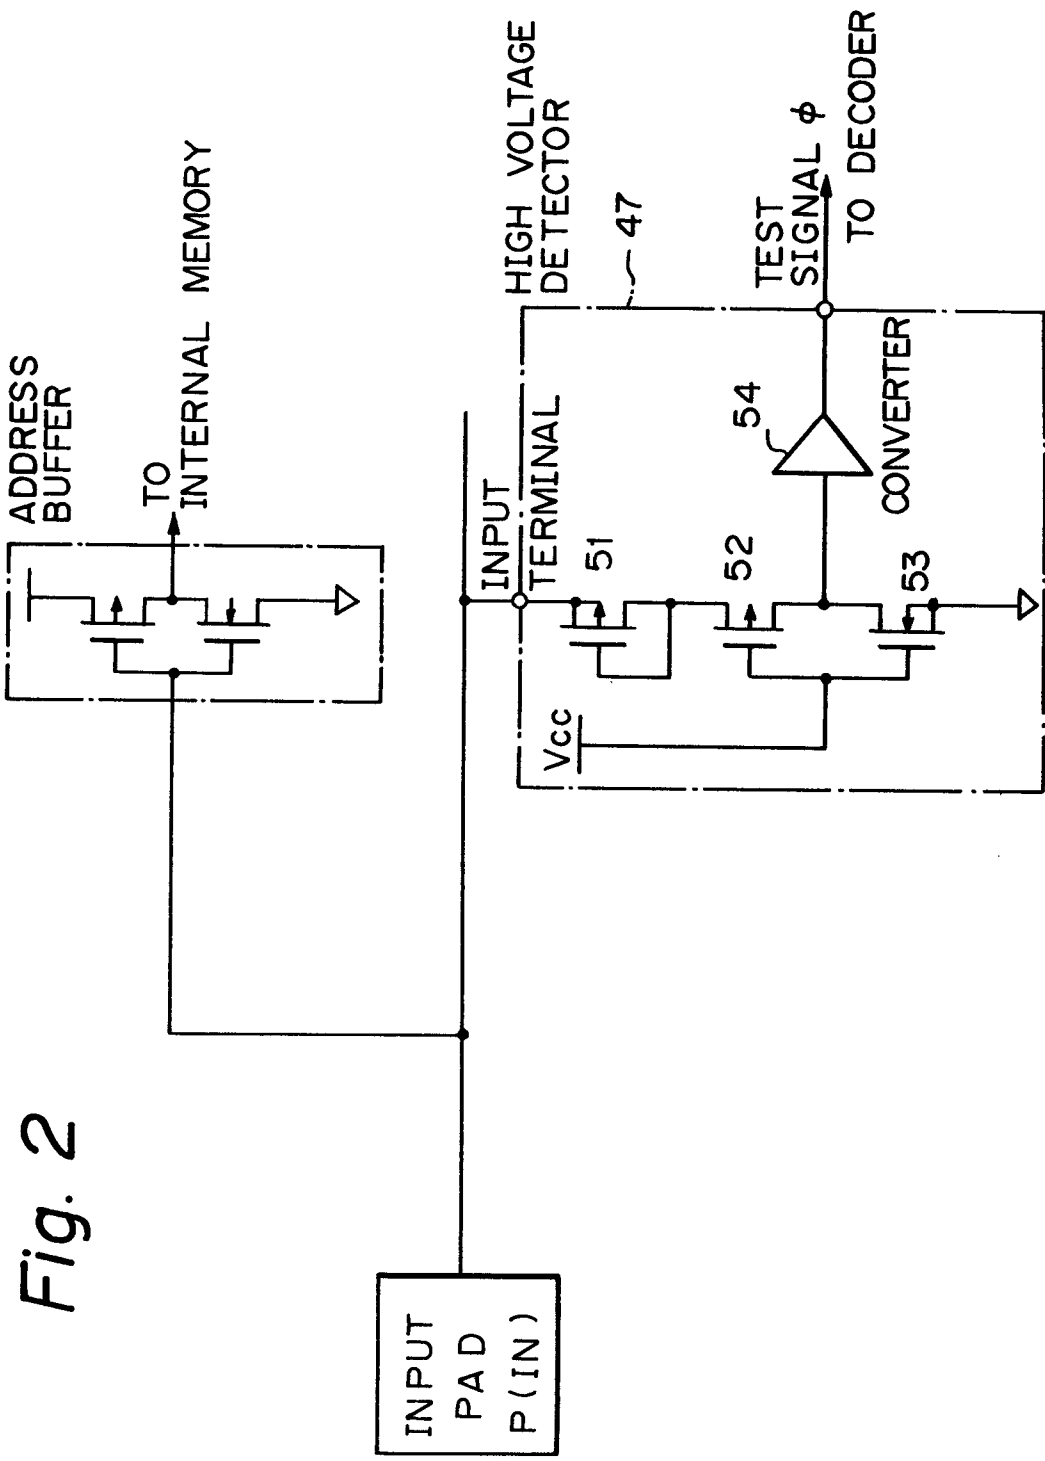 Fig. 2
ADDRESS
BUFFER
TO
INTERNAL MEMORY
INPUT
PAD
P(IN)
INPUT
TERMINAL
HIGH VOLTAGE
DETECTOR
47
Vcc
51
52
53
54
CONVERTER
TEST
SIGNAL φ
TO DECODER